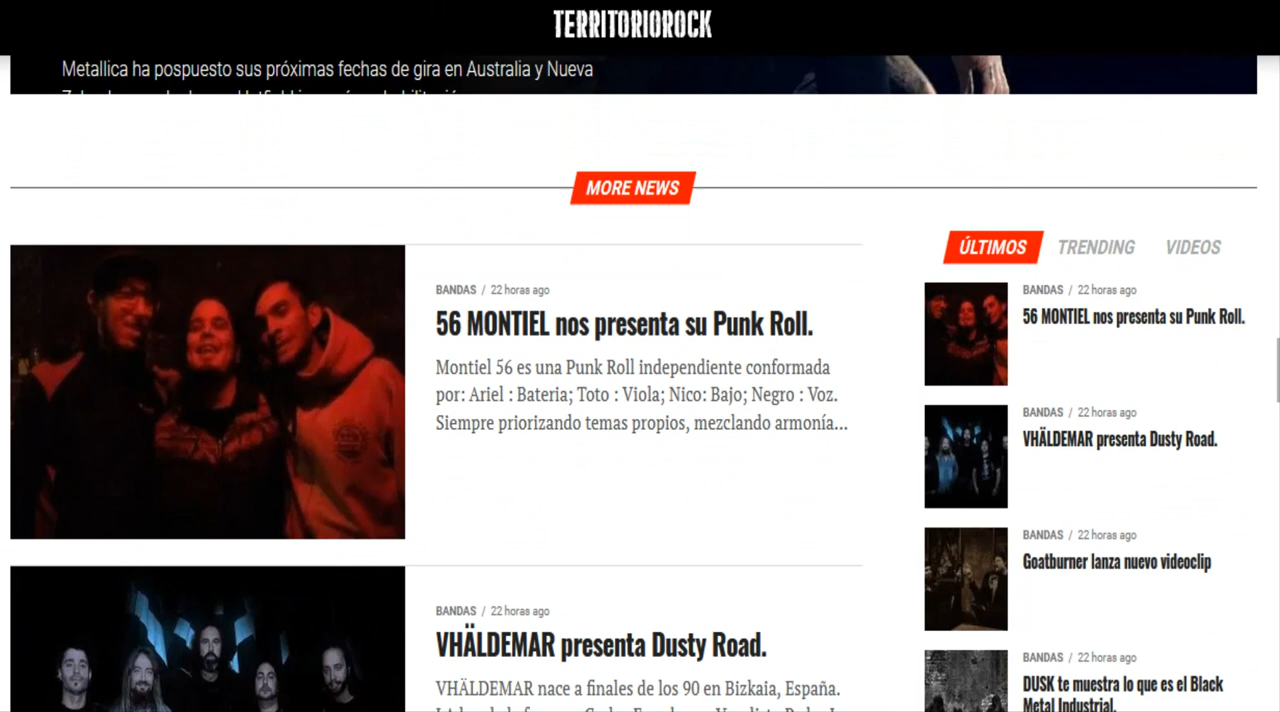 TERRITORIOROCK
Metallica ha pospuesto sus próximas fechas de gira en Australia y Nueva
MORE NEWS
BANDAS / 22 horas ago
56 MONTIEL nos presenta su Punk Roll.
Montiel 56 es una Punk Roll independiente conformada
por: Ariel : Bateria; Toto : Viola; Nico: Bajo; Negro : Voz.
Siempre priorizando temas propios, mezclando armonía...
BANDAS / 22 horas ago
VHÄLDEMAR presenta Dusty Road.
VHÄLDEMAR nace a finales de los 90 en Bizkaia, España.
ÚLTIMOS TRENDING VIDEOS
BANDAS / 22 horas ago
56 MONTIEL nos presenta su Punk Roll.
BANDAS / 22 horas ago
VHÄLDEMAR presenta Dusty Road.
BANDAS / 22 horas ago
Goatburner lanza nuevo videoclip
BANDAS / 22 horas ago
DUSK te muestra lo que es el Black
Metal Industrial.